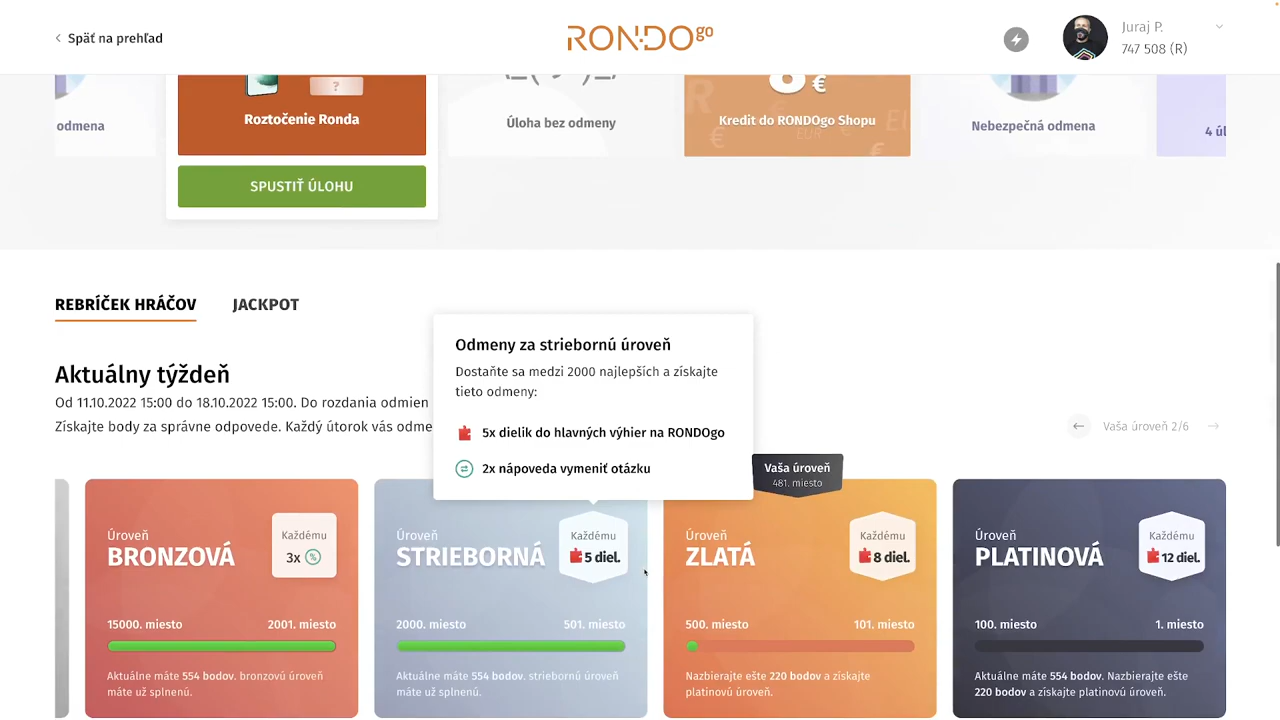 Späť na prehľad
RONDOgo
Juraj P.
747 508 (R)
odmena
?
Roztočenie Ronda
SPUSTIŤ ÚLOHU
Úloha bez odmeny
€
Kredit do RONDOgo Shopu
Nebezpečná odmena
4 úl
REBRÍČEK HRÁČOV
JACKPOT
Aktuálny týždeň
Od 11.10.2022 15:00 do 18.10.2022 15:00. Do rozdania odmien
Získajte body za správne odpovede. Každý útorok vás odme
Odmeny za striebornú úroveň
Dostaňte sa medzi 2000 najlepších a získajte
tieto odmeny:
5x dielik do hlavných výhier na RONDOgo
2x nápoveda vymeniť otázku
Vaša úroveň 2/6
Vaša úroveň
481. miesto
Úroveň
BRONZOVÁ
Každému
3x %
15000. miesto
2001. miesto
Aktuálne máte 554 bodov. bronzovú úroveň
máte už splnenú.
Úroveň
STRIEBORNÁ
Každému
5 diel.
2000. miesto
501. miesto
Aktuálne máte 554 bodov. striebornú úroveň
máte už splnenú.
Úroveň
ZLATÁ
Každému
8 diel.
500. miesto
101. miesto
Nazbierajte ešte 220 bodov a získajte
platinovú úroveň.
Úroveň
PLATINOVÁ
Každému
12 diel.
100. miesto
1. miesto
Aktuálne máte 554 bodov. Nazbierajte ešte
220 bodov a získajte platinovú úroveň.